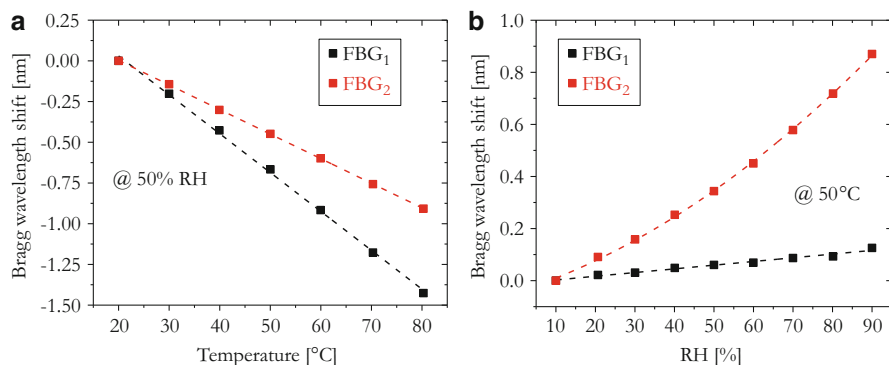 a
0.00
-0.25
-0.50
-0.75
-1.00
-1.25
-1.50
Bragg wavelength shift [nm]
FBG₁
FBG₂
@ 50% RH
20 30 40 50 60 70 80
Temperature [°C]
b
1.0
0.8
0.6
0.4
0.2
0.0
Bragg wavelength shift [nm]
FBG₁
FBG₂
@ 50°C
10 20 30 40 50 60 70 80 90
RH [%]